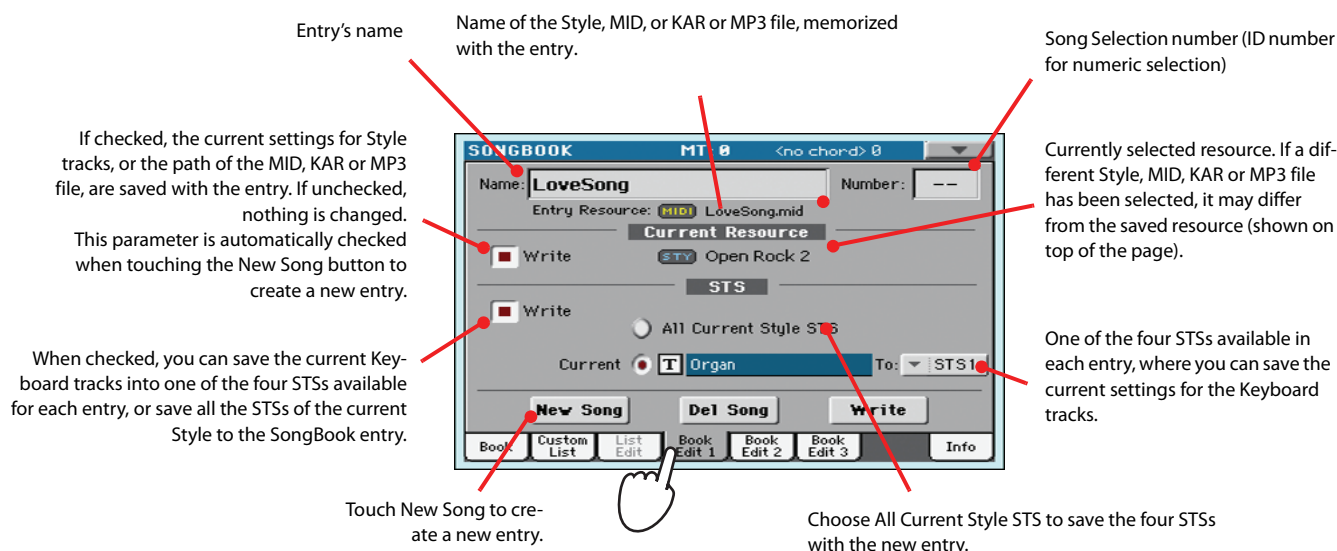 Entry's name
Name of the Style, MID, or KAR or MP3 file, memorized
with the entry.
Song Selection number (ID number
for numeric selection)
If checked, the current settings for Style
tracks, or the path of the MID, KAR or MP3
file, are saved with the entry. If unchecked,
nothing is changed.
This parameter is automatically checked
when touching the New Song button to
create a new entry.
When checked, you can save the current Key-
board tracks into one of the four STSs available
for each entry, or save all the STSs of the current
Style to the SongBook entry.
Touch New Song to cre-
ate a new entry.
SONGBOOK MT: 0 <no chord> 0
Name: LoveSong Number: --
Entry Resource: MIDI LoveSong.mid
Current Resource
Write STY Open Rock 2
STS
Write
All Current Style STS
Current T Organ To: STS1
New Song Del Song Write
Book Custom List List Edit Book Edit 1 Book Edit 2 Book Edit 3 Info
Currently selected resource. If a dif-
ferent Style, MID, KAR or MP3 file
has been selected, it may differ
from the saved resource (shown on
top of the page).
One of the four STSs available in
each entry, where you can save the
current settings for the Keyboard
tracks.
Choose All Current Style STS to save the four STSs
with the new entry.